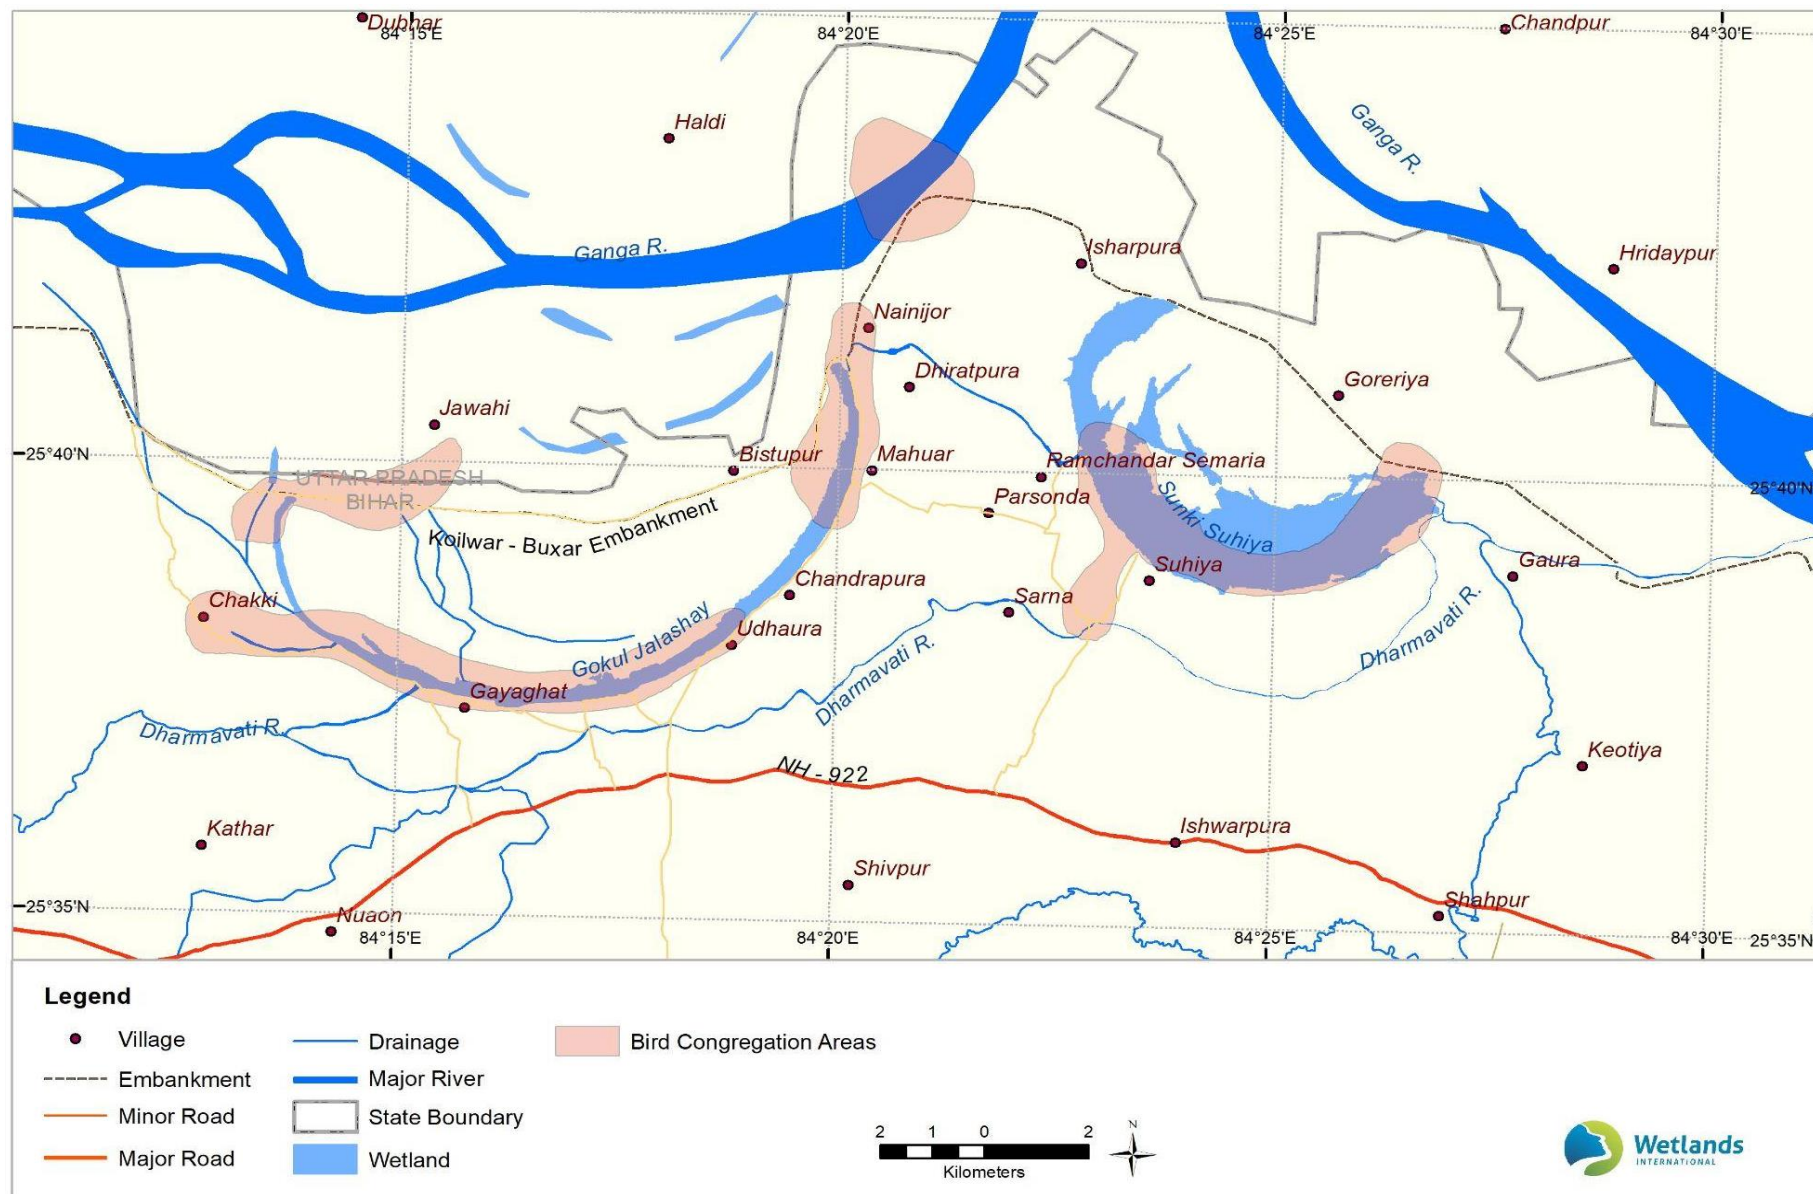 Dubhar
84°15'E
84°20'E
84°25'E
84°30'E
Chandpur
Haldi
Ganga R.
Ganga R.
Isharpura
Hridaypur
Nainijor
Dhiratpura
Goreriya
Jawahi
25°40'N
Bistupur
Mahuar
Ramchandar Semaria
UTTAR PRADESH
BIHAR
Parsonda
25°40'N
Sunki Suhiya
Koilwar - Buxar Embankment
Chandrapura
Suhiya
Gaura
Chakki
Sarna
Udhaura
Gokul Jalashay
Dharmavati R.
Gayaghat
Dharmavati R.
Dharmavati R.
Keotiya
NH - 922
Kathar
Ishwarpura
Shivpur
25°35'N
Nuaon
Shahpur
84°15'E
84°20'E
84°25'E
84°30'E
25°35'N
Legend
Village
Drainage
Bird Congregation Areas
Embankment
Major River
Minor Road
State Boundary
Major Road
Wetland
2 1 0 2
Kilometers
N
Wetlands
INTERNATIONAL